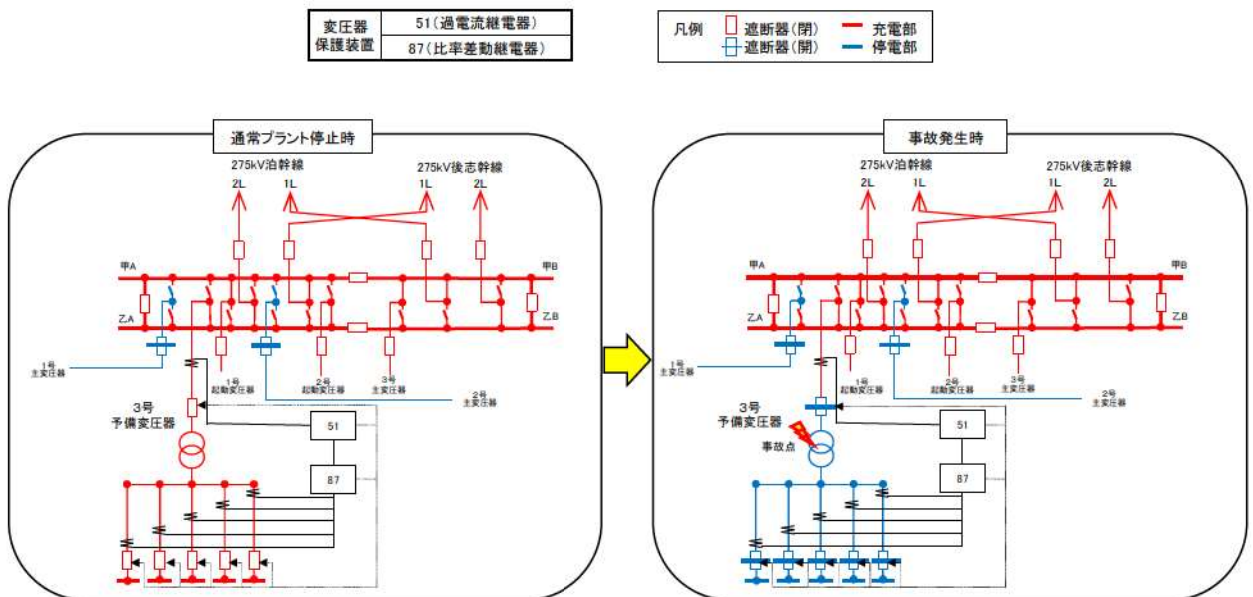 変圧器
保護装置
51(過電流継電器)
87(比率差動継電器)
凡例
遮断器(閉)
充電部
遮断器(開)
停電部
通常プラント停止時
275kV泊幹線
275kV後志幹線
2L
1L
1L
2L
甲A
甲B
乙A
乙B
1号
主変圧器
1号
起動変圧器
2号
起動変圧器
3号
主変圧器
2号
主変圧器
3号
予備変圧器
51
87
事故発生時
275kV泊幹線
275kV後志幹線
2L
1L
1L
2L
甲A
甲B
乙A
乙B
1号
主変圧器
1号
起動変圧器
2号
起動変圧器
3号
主変圧器
2号
主変圧器
3号
予備変圧器
事故点
51
87